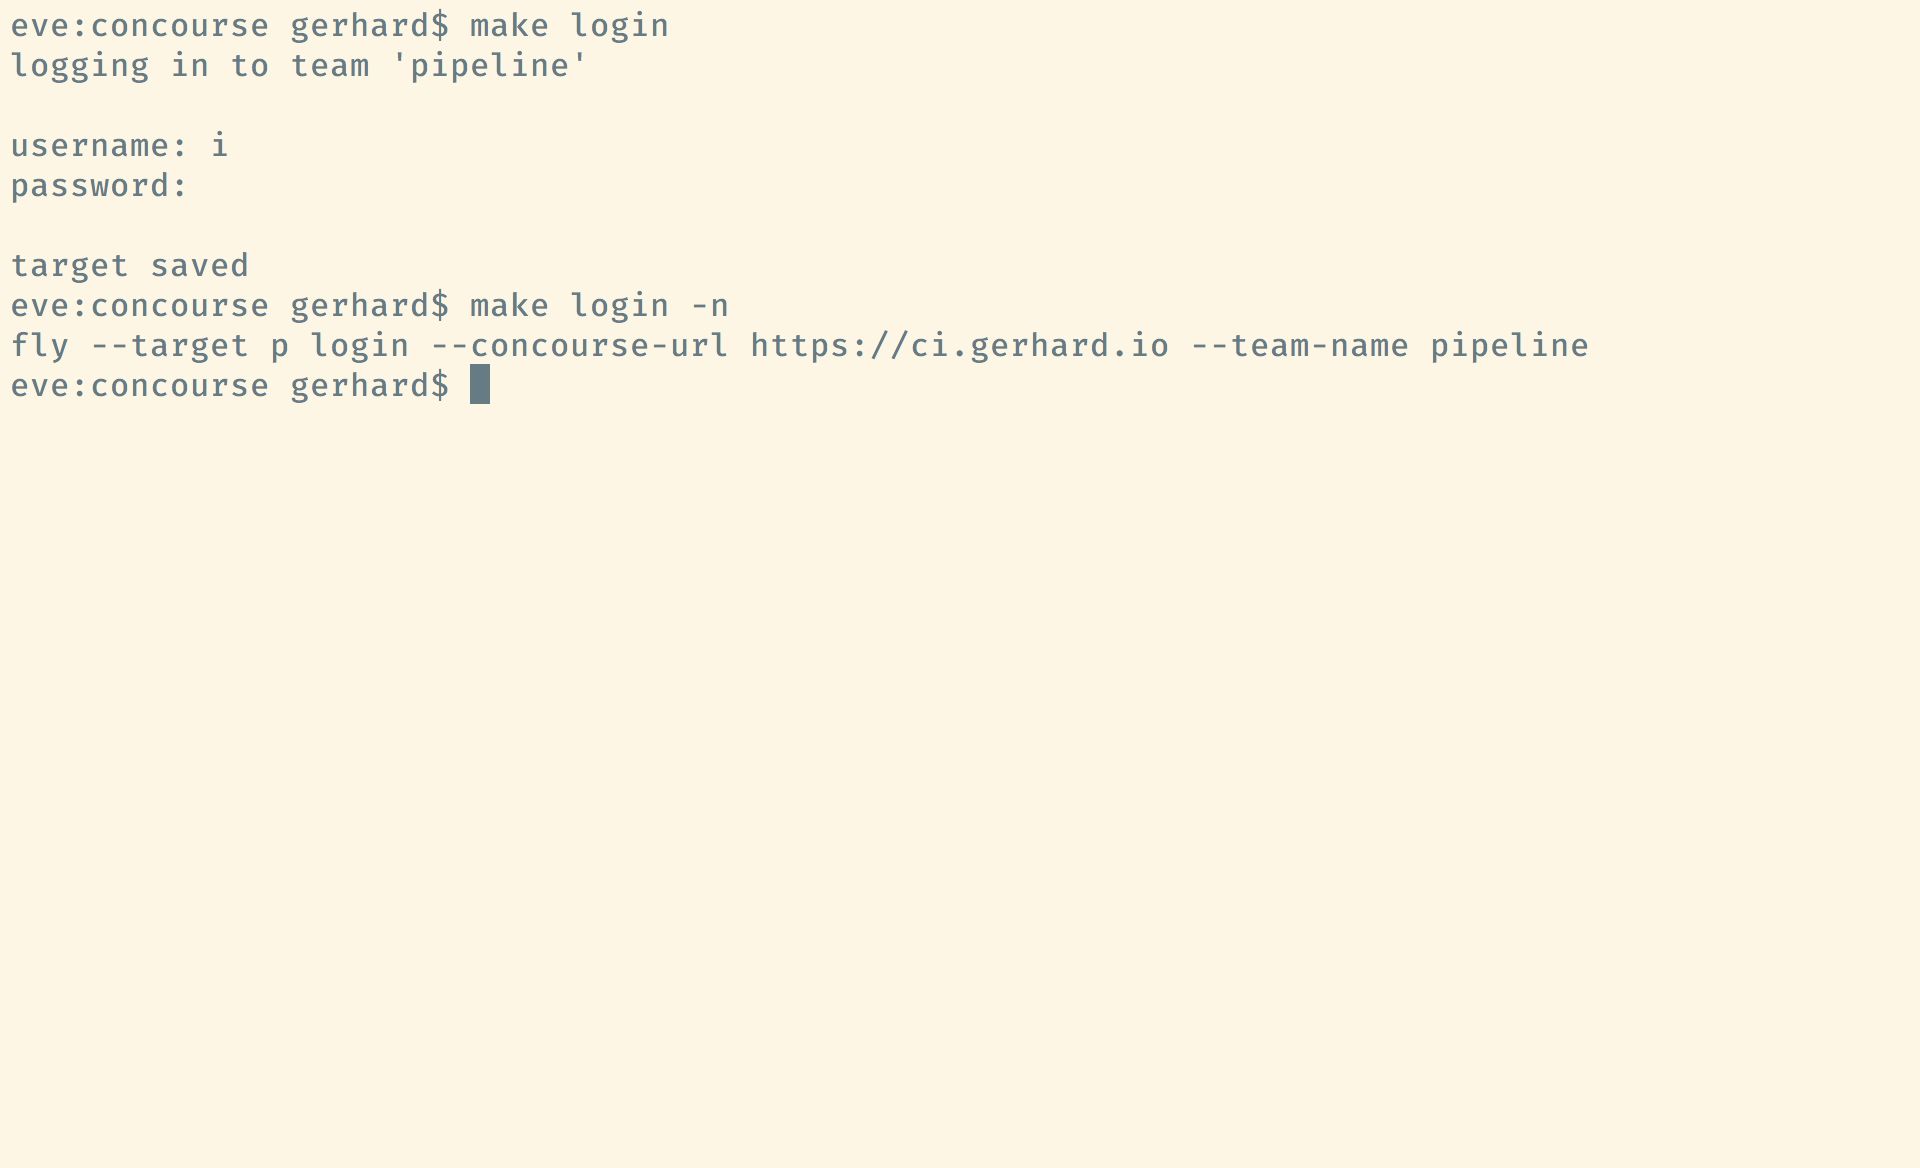 eve:concourse gerhard$ make login
logging in to team 'pipeline'
username: i
password:
target saved
eve:concourse gerhard$ make login -n
fly --target p login --concourse-url https://ci.gerhard.io --team-name pipeline
eve:concourse gerhard$